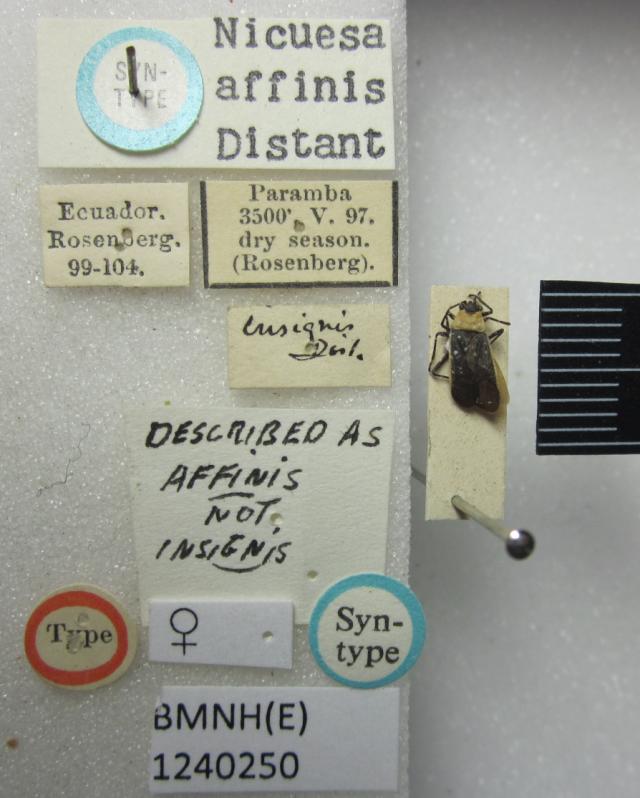 SYN-
TYPE
Nicuesa
affinis
Distant
Ecuador.
Rosenberg.
99-104.
Paramba
3500'. V. 97.
dry season.
(Rosenberg).
insignis
Dist.
DESCRIBED AS
AFFINIS
NOT
INSIGNIS
Type
♀
Syn-
type
BMNH(E)
1240250